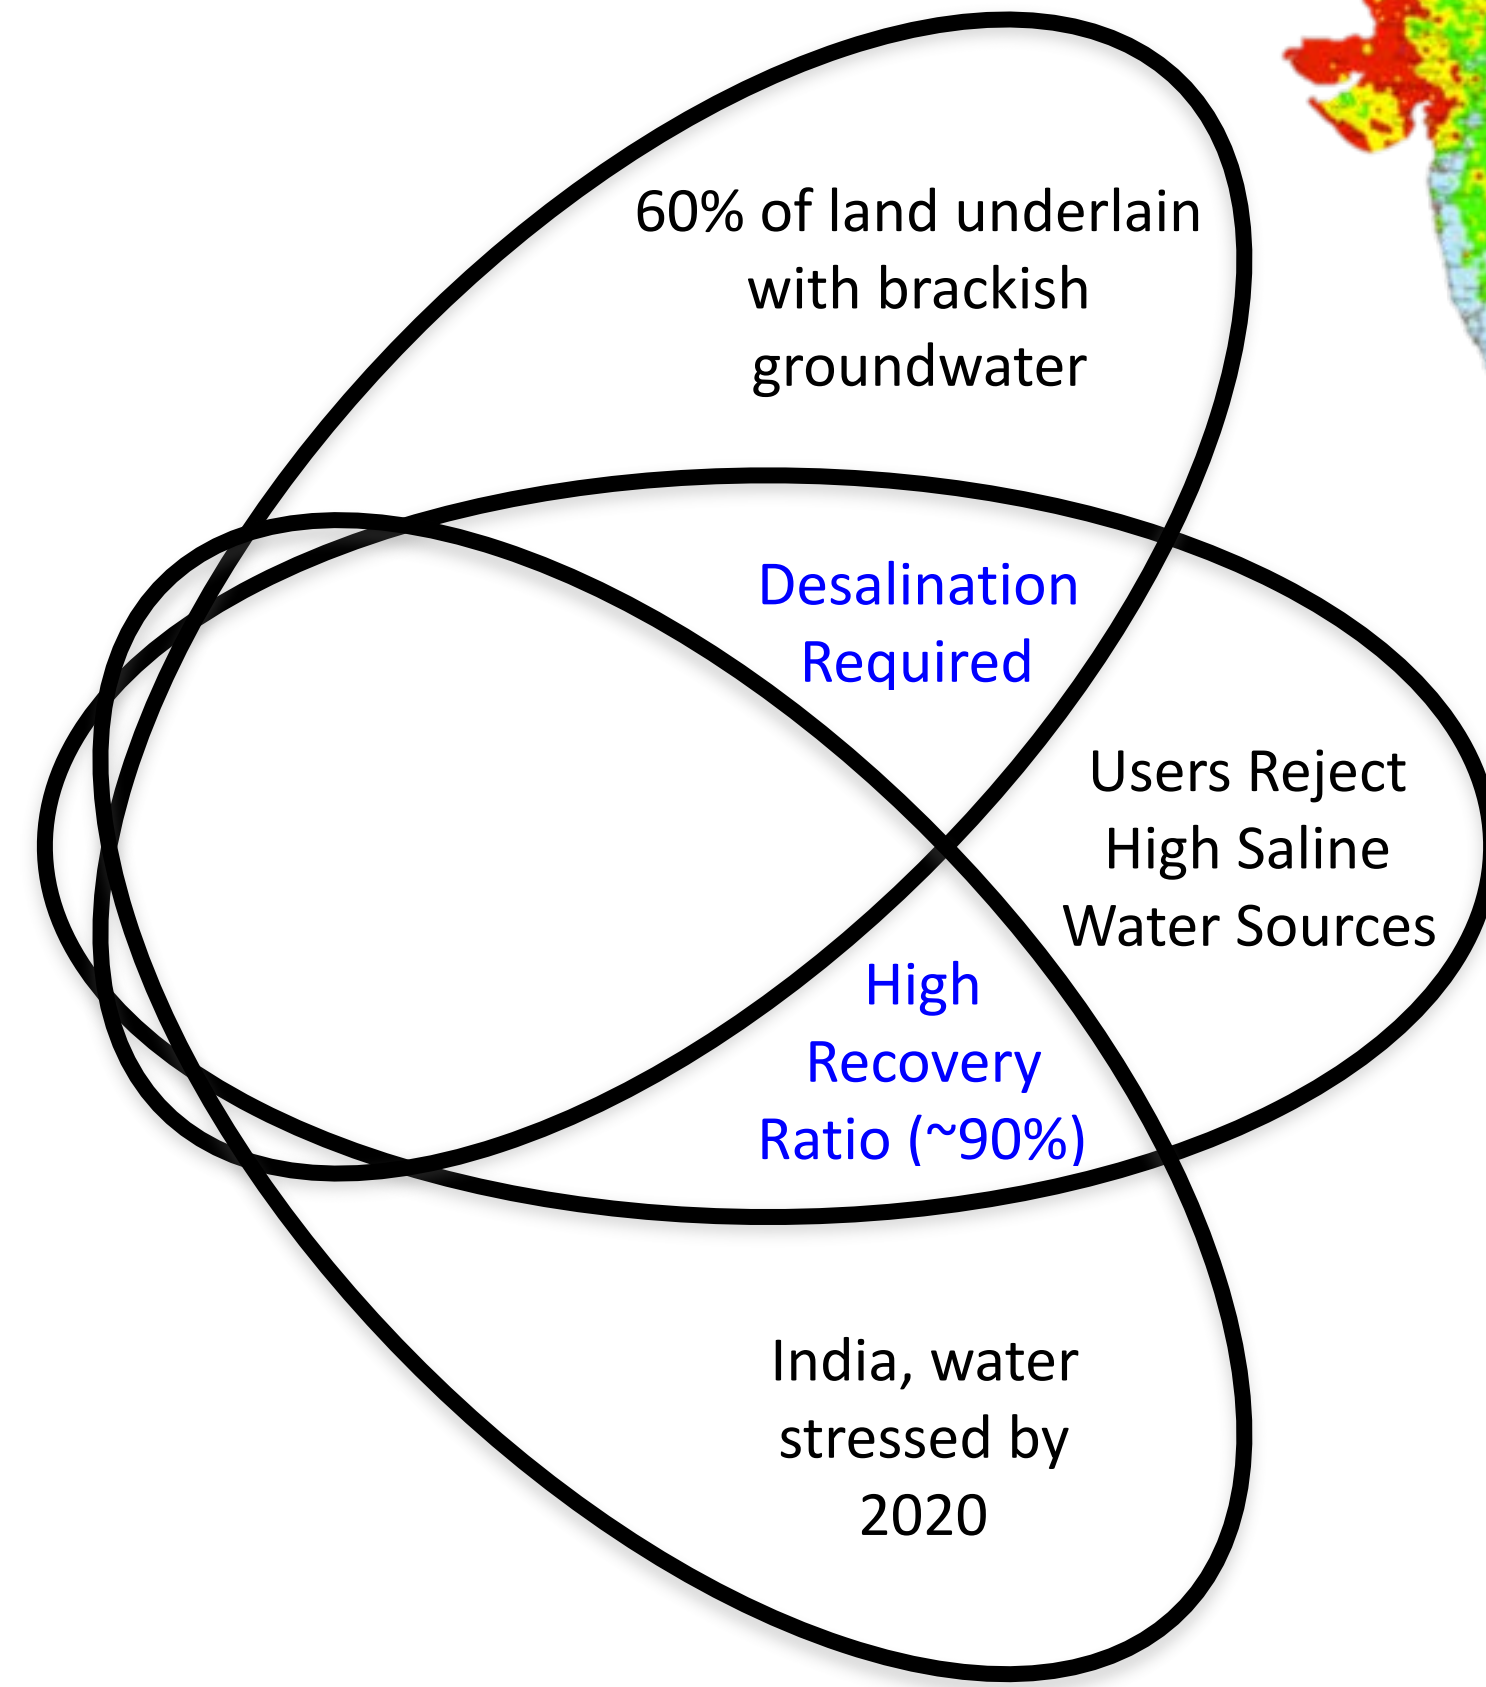 60% of land underlain
with brackish
groundwater
Desalination
Required
Users Reject
High Saline
Water Sources
High
Recovery
Ratio (~90%)
India, water
stressed by
2020